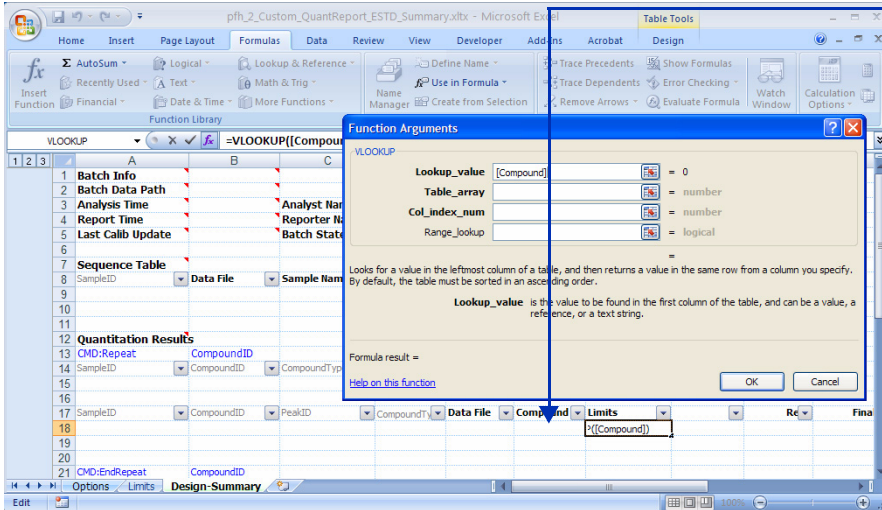 pfh_2_Custom_QuantReport_ESTD_Summary.xltx - Microsoft Excel
Table Tools
Home Insert Page Layout Formulas Data Review View Developer Add-Ins Acrobat Design
Insert Function
Σ AutoSum
Recently Used
Financial
Logical
Text
Date & Time
Lookup & Reference
Math & Trig
More Functions
Function Library
Name Manager
Define Name
Use in Formula
Create from Selection
Trace Precedents
Trace Dependents
Remove Arrows
Show Formulas
Error Checking
Evaluate Formula
Watch Window
Calculation Options
VLOOKUP
fx
=VLOOKUP([Compou
Function Arguments
VLOOKUP
Lookup_value [Compound] = 0
Table_array = number
Col_index_num = number
Range_lookup = logical
=
Looks for a value in the leftmost column of a table, and then returns a value in the same row from a column you specify. By default, the table must be sorted in an ascending order.
Lookup_value is the value to be found in the first column of the table, and can be a value, a reference, or a text string.
Formula result =
Help on this function
OK Cancel
1 2 3
A B C
1 Batch Info
2 Batch Data Path
3 Analysis Time Analyst Nar
4 Report Time Reporter Na
5 Last Calib Update Batch State
6
7 Sequence Table
8 SampleID Data File Sample Nam
9
10
11
12 Quantitation Results
13 CMD:Repeat CompoundID
14 SampleID CompoundID CompoundTyp
15
16
17 SampleID CompoundID PeakID CompoundTy Data File Compound Limits Re Final
18 ([Compound])
19
20
21 CMD:EndRepeat CompoundID
Options Limits Design-Summary
Edit
100%